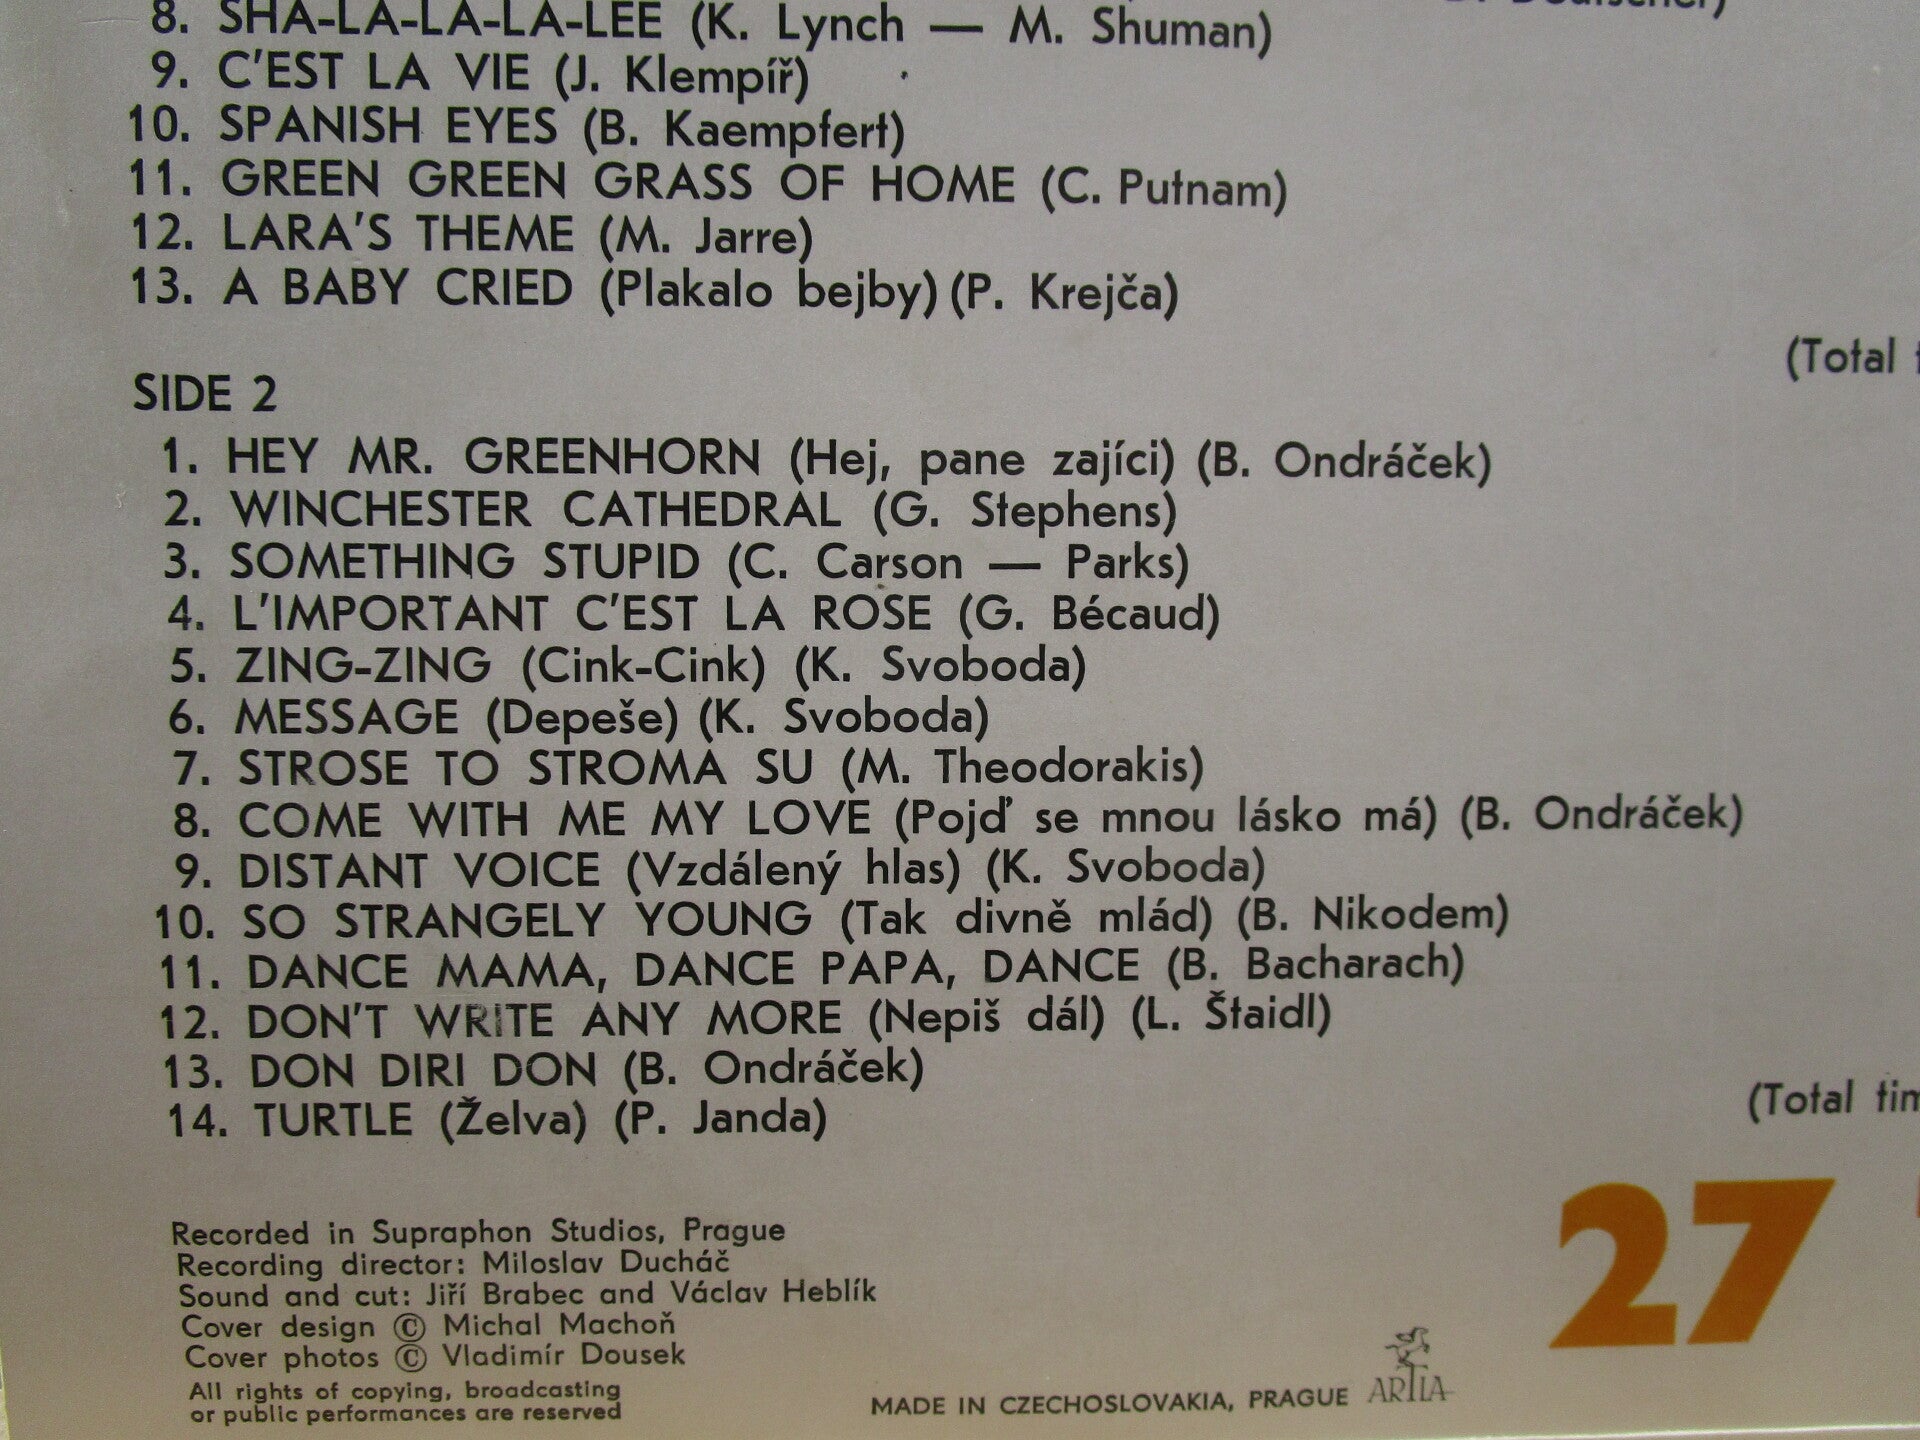 8. SHA-LA-LA-LA-LEE (K. Lynch — M. Shuman)
9. C'EST LA VIE (J. Klempíř)
10. SPANISH EYES (B. Kaempfert)
11. GREEN GREEN GRASS OF HOME (C. Putnam)
12. LARA'S THEME (M. Jarre)
13. A BABY CRIED (Plakalo bejby) (P. Krejča)
(Total
SIDE 2
1. HEY MR. GREENHORN (Hej, pane zajíci) (B. Ondráček)
2. WINCHESTER CATHEDRAL (G. Stephens)
3. SOMETHING STUPID (C. Carson — Parks)
4. L'IMPORTANT C'EST LA ROSE (G. Bécaud)
5. ZING-ZING (Cink-Cink) (K. Svoboda)
6. MESSAGE (Depeše) (K. Svoboda)
7. STROSE TO STROMA SU (M. Theodorakis)
8. COME WITH ME MY LOVE (Pojď se mnou lásko má) (B. Ondráček)
9. DISTANT VOICE (Vzdálený hlas) (K. Svoboda)
10. SO STRANGELY YOUNG (Tak divně mlád) (B. Nikodem)
11. DANCE MAMA, DANCE PAPA, DANCE (B. Bacharach)
12. DON'T WRITE ANY MORE (Nepiš dál) (L. Štaidl)
13. DON DIRI DON (B. Ondráček)
14. TURTLE (Želva) (P. Janda)
(Total tim
27
Recorded in Supraphon Studios, Prague
Recording director: Miloslav Ducháč
Sound and cut: Jiří Brabec and Václav Heblík
Cover design © Michal Machoň
Cover photos © Vladimír Dousek
All rights of copying, broadcasting
or public performances are reserved
MADE IN CZECHOSLOVAKIA, PRAGUE ARTIA